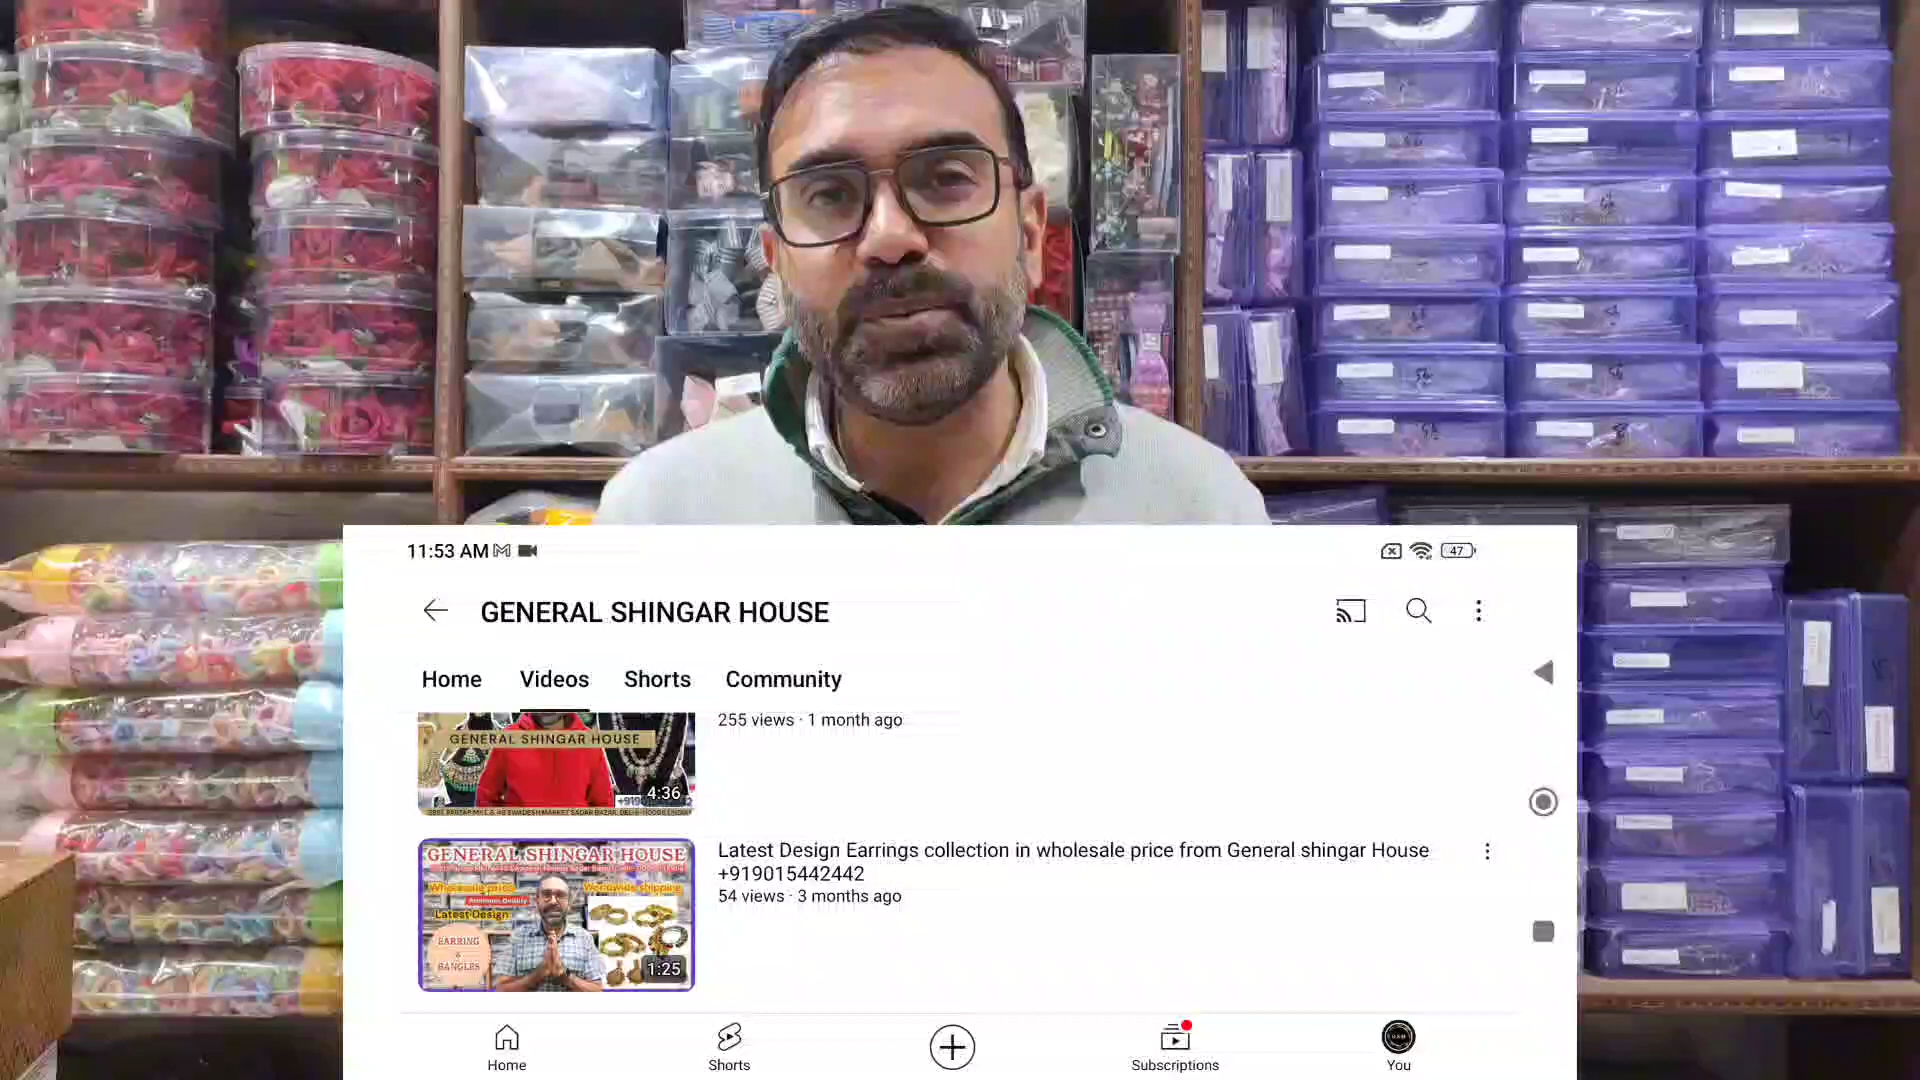 11:53 AM
47
GENERAL SHINGAR HOUSE
Home Videos Shorts Community
GENERAL SHINGAR HOUSE
4:36
255 views · 1 month ago
GENERAL SHINGAR HOUSE
Wholesale price
Worldwide shipping
Premium Quality
Latest Design
EARRING
&
BANGLES
1:25
Latest Design Earrings collection in wholesale price from General shingar House
+919015442442
54 views · 3 months ago
Home
Shorts
Subscriptions
You